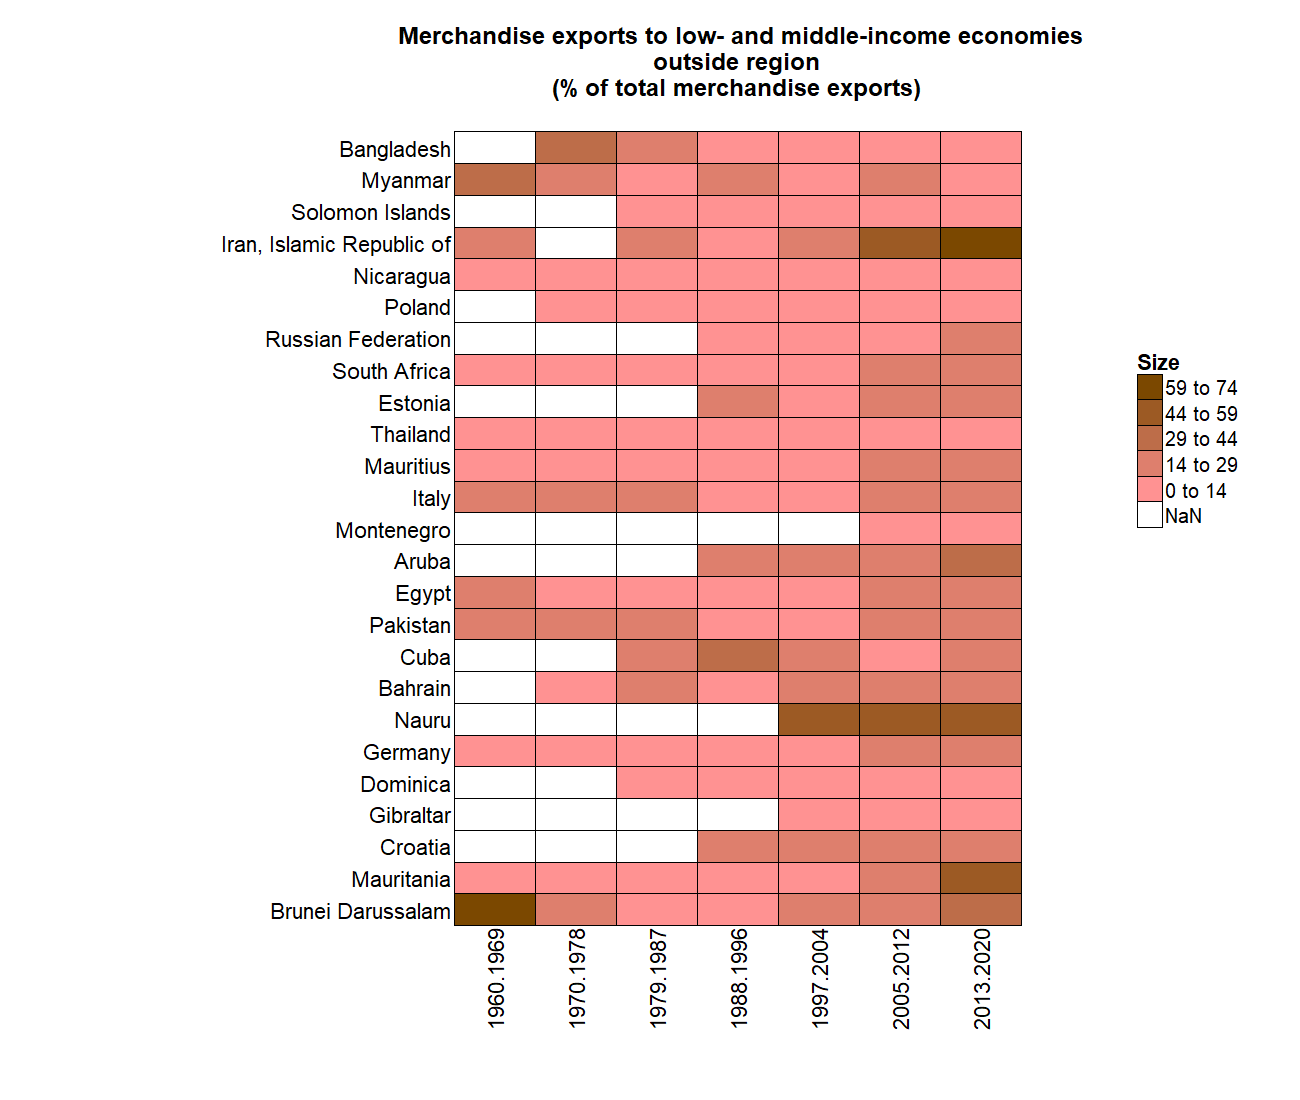 Merchandise exports to low- and middle-income economies
outside region
(% of total merchandise exports)
Bangladesh
Myanmar
Solomon Islands
Iran, Islamic Republic of
Nicaragua
Poland
Russian Federation
South Africa
Estonia
Thailand
Mauritius
Italy
Montenegro
Aruba
Egypt
Pakistan
Cuba
Bahrain
Nauru
Germany
Dominica
Gibraltar
Croatia
Mauritania
Brunei Darussalam
1960.1969
1970.1978
1979.1987
1988.1996
1997.2004
2005.2012
2013.2020
Size
59 to 74
44 to 59
29 to 44
14 to 29
0 to 14
NaN